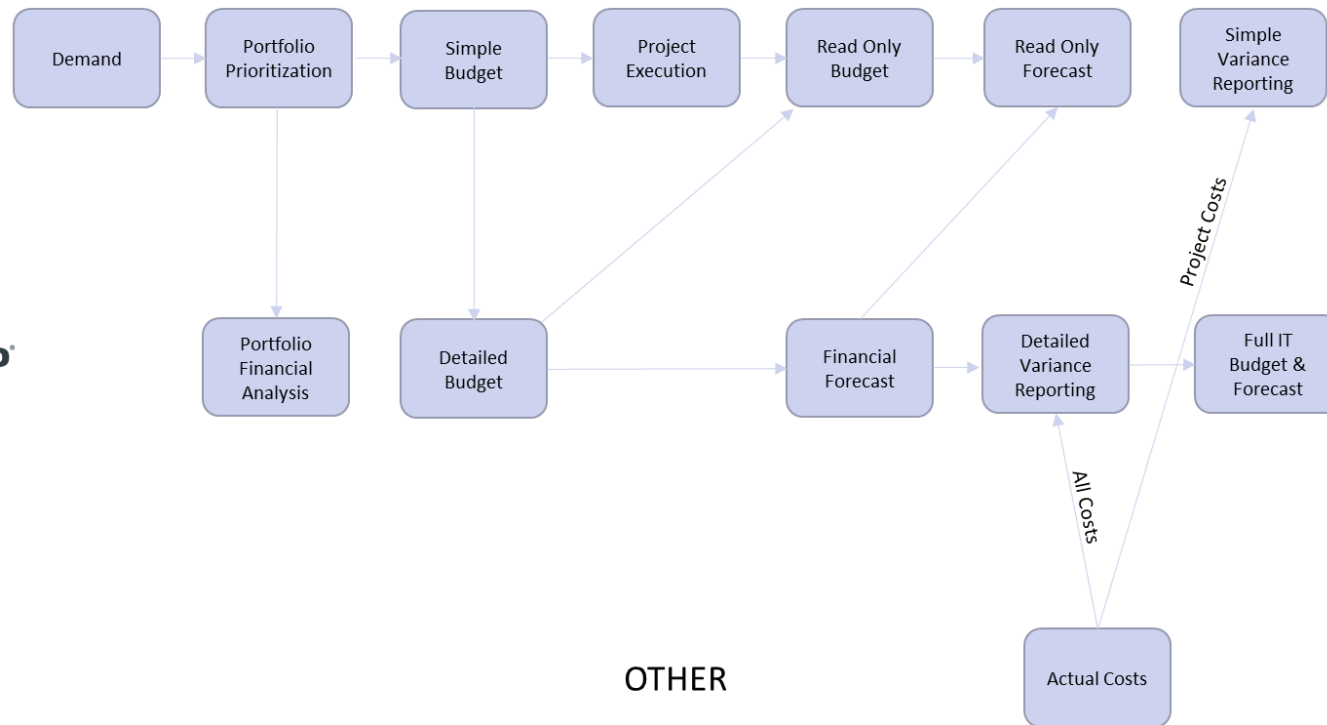 Demand
Portfolio
Prioritization
Simple
Budget
Project
Execution
Read Only
Budget
Read Only
Forecast
Simple
Variance
Reporting
Project Costs
Portfolio
Financial
Analysis
Detailed
Budget
Financial
Forecast
Detailed
Variance
Reporting
Full IT
Budget &
Forecast
All Costs
OTHER
Actual Costs